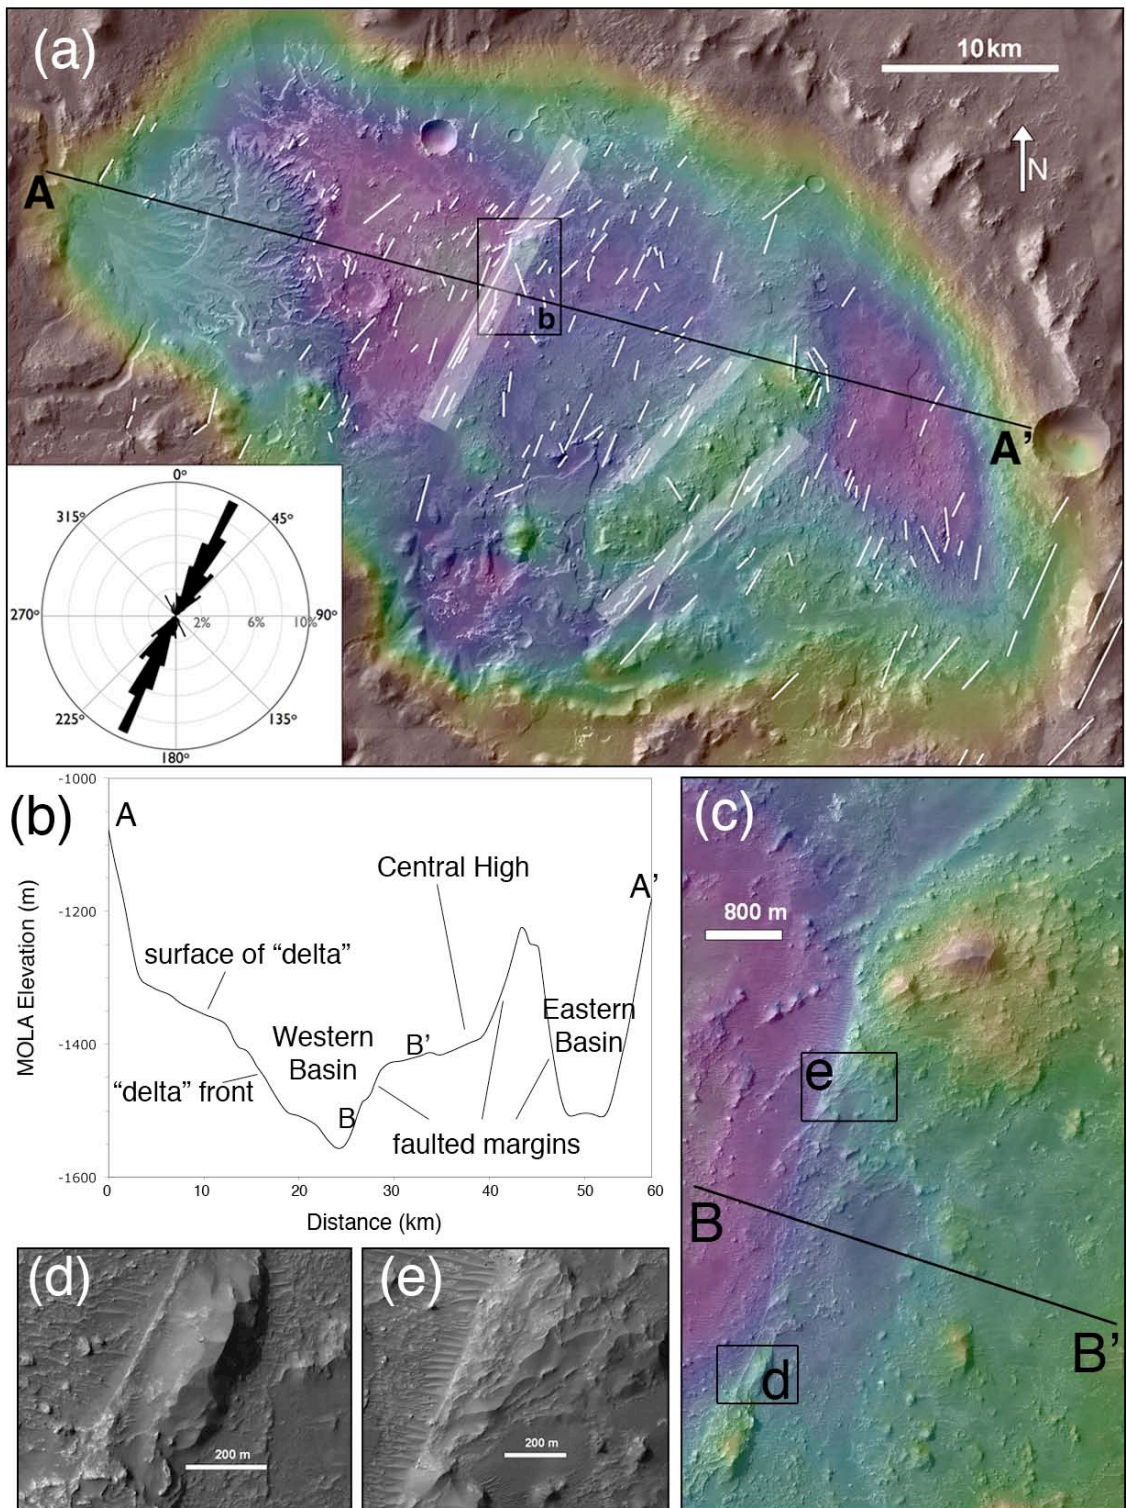 (a)
10 km
N
A
b
A’
0°
315°
45°
270°
2%
6%
10%
90°
225°
135°
180°
(b)
-1000
-1200
-1400
-1600
MOLA Elevation (m)
A
Central High
A’
surface of “delta”
Western
Basin
B’
Eastern
Basin
“delta” front
B
faulted margins
0 10 20 30 40 50 60
Distance (km)
(c)
800 m
e
B
d
B’
(d)
200 m
(e)
200 m